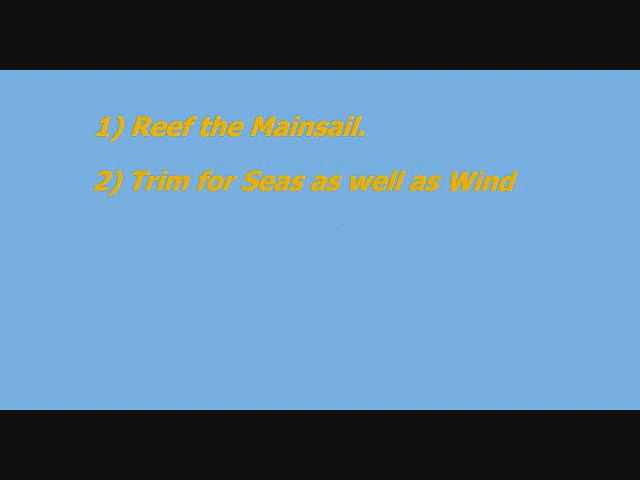 1) Reef the Mainsail.
2) Trim for Seas as well as Wind